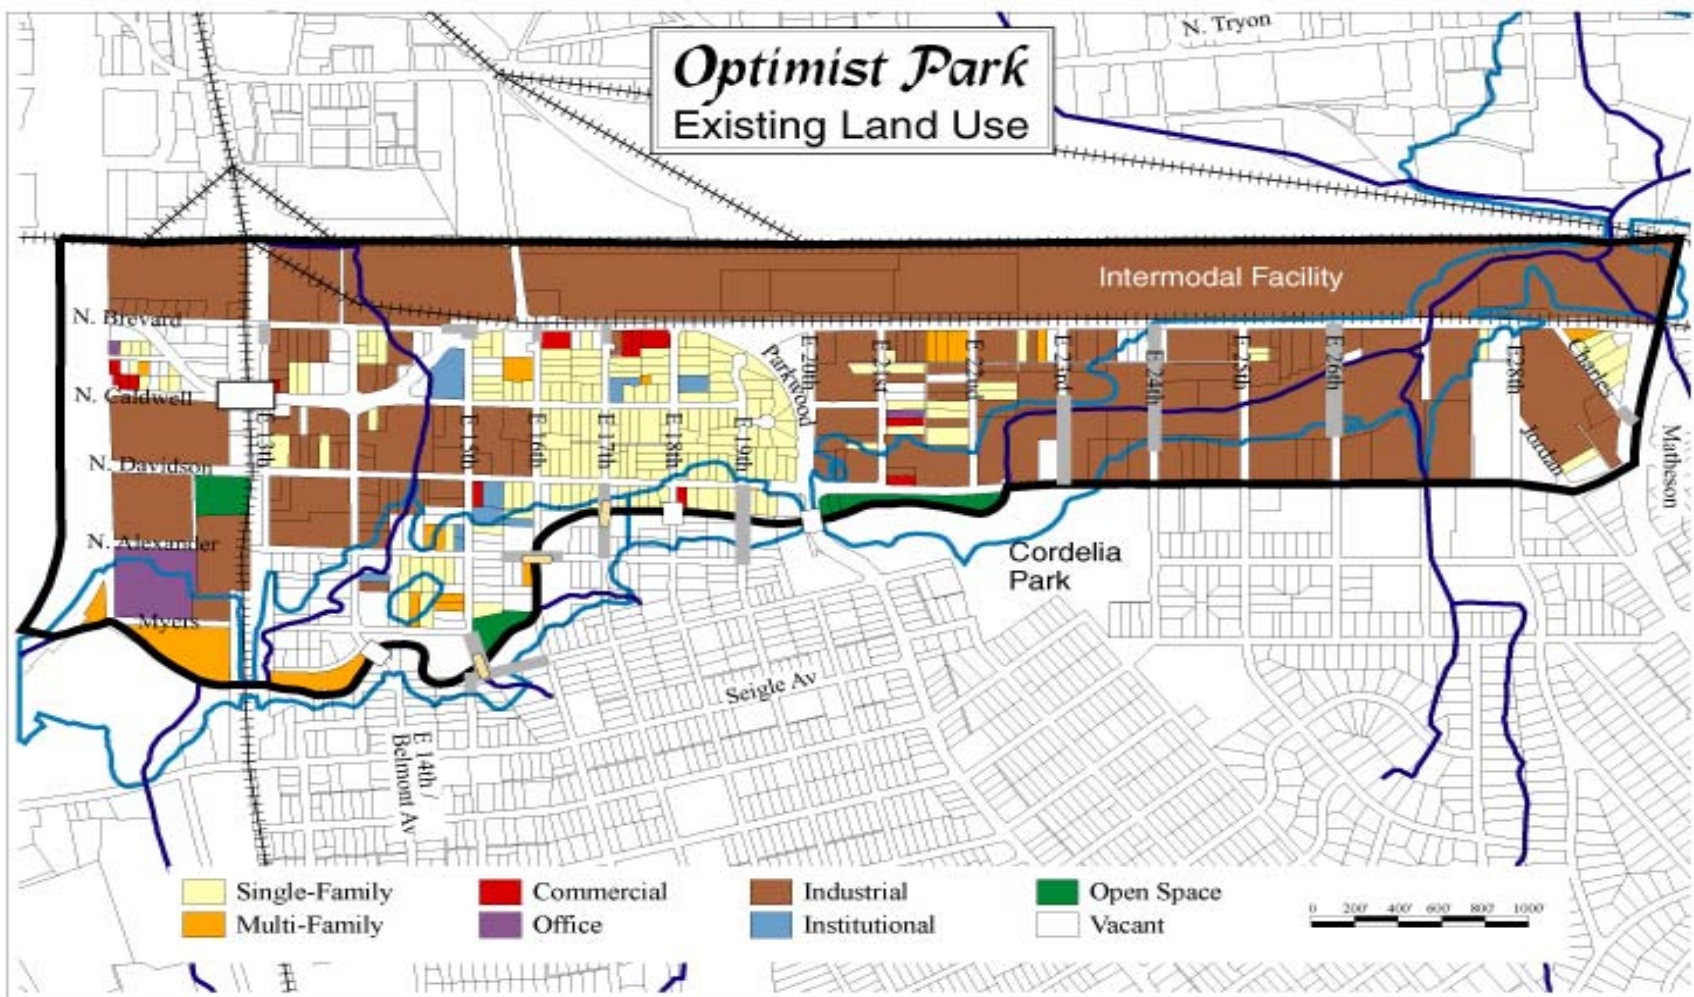 N. Tryon
Optimist Park
Existing Land Use
Intermodal Facility
N. Brevard
Parkwood
E 20th
E 21st
E 22nd
E 23rd
E 24th
E 25th
E 26th
E 28th
Charles
N. Caldwell
E 13th
E 15th
E 16th
E 17th
E 18th
E 19th
N. Davidson
Jordan
Matheson
N. Alexander
Cordelia
Park
Myers
Seigle Av
E 14th /
Belmont Av
Single-Family
Commercial
Industrial
Open Space
Multi-Family
Office
Institutional
Vacant
0 200' 400' 600' 800' 1000'